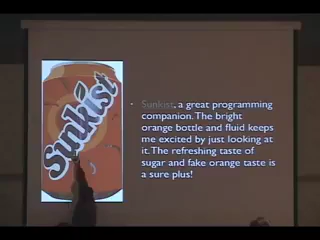 Sunkist
Sunkist, a great programming
companion. The bright
orange bottle and fluid keeps
me excited by just looking at
it. The refreshing taste of
sugar and fake orange taste is
a sure plus!